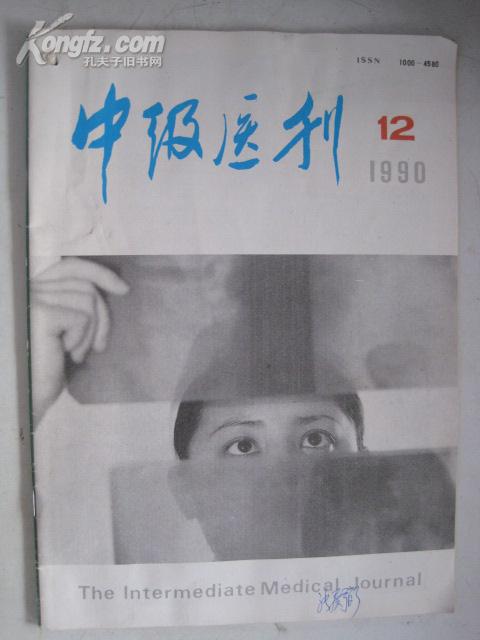 Kongfz.com
孔夫子旧书网
ISSN 1000-4580
中级医刊
12
1990
The Intermediate Medical Journal